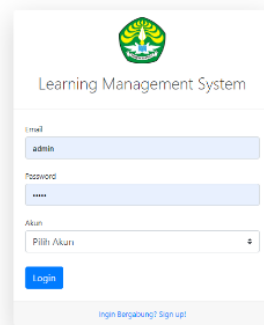 Learning Management System
Email
admin
Password
•••••
Akun
Pilih Akun
Login
Ingin Bergabung? Sign up!